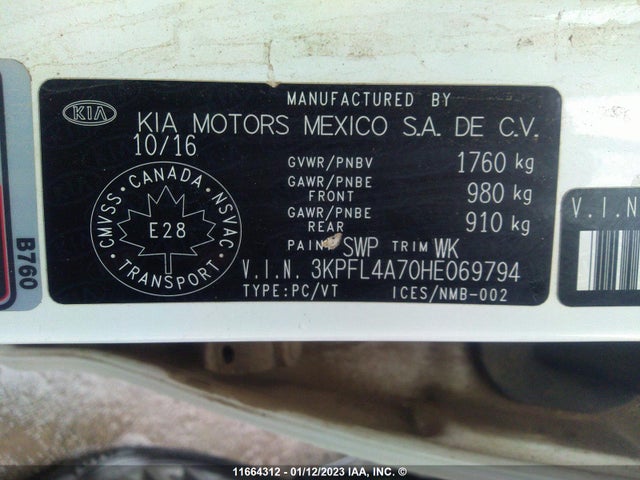 MANUFACTURED BY
KIA
KIA MOTORS MEXICO S.A. DE C.V.
10/16
GVWR/PNBV 1760 kg
GAWR/PNBE FRONT 980 kg
GAWR/PNBE REAR 910 kg
PAINT SWP TRIM WK
V.I.N. 3KPFL4A70HE069794
TYPE:PC/VT ICES/NMB-002
CANADA
CMVSS NSVAC
E28
TRANSPORT
B760
V.I.N
11664312 - 01/12/2023 IAA, INC. ©